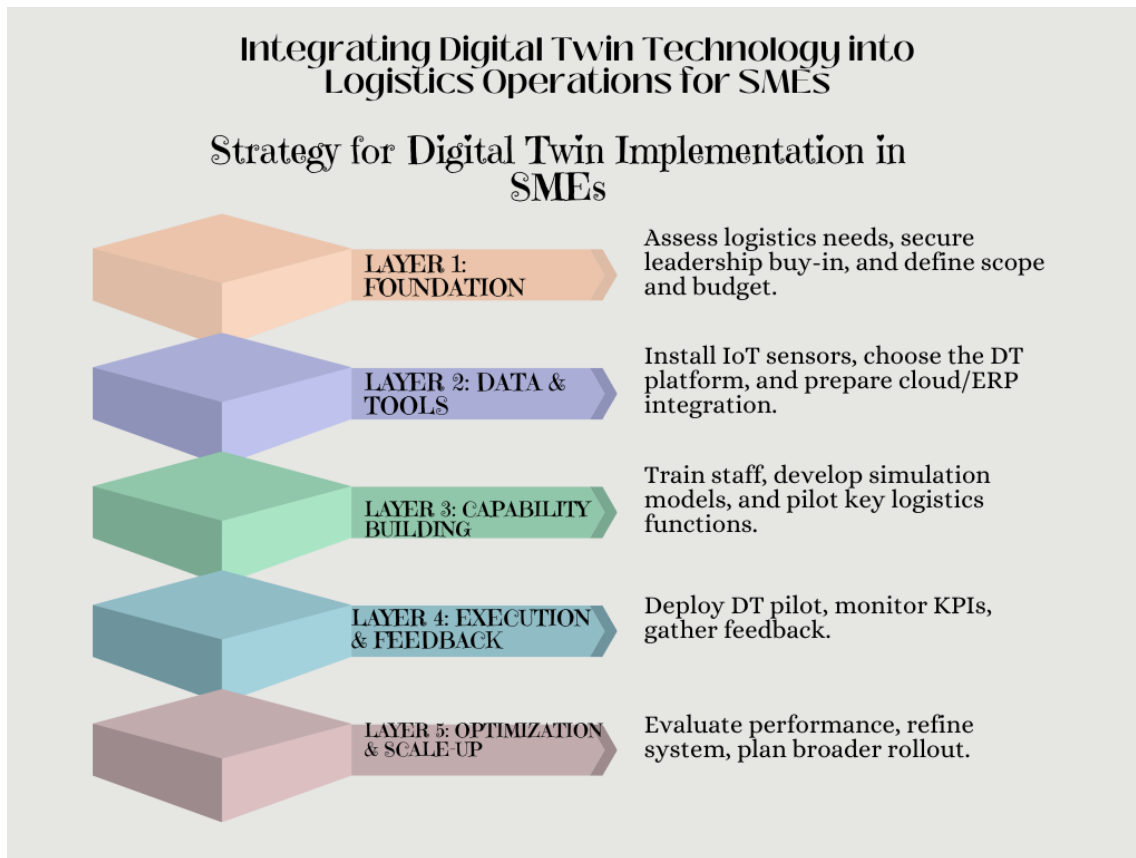 Integrating Digital Twin Technology into
Logistics Operations for SMEs
Strategy for Digital Twin Implementation in
SMEs
LAYER 1:
FOUNDATION
Assess logistics needs, secure
leadership buy-in, and define scope
and budget.
LAYER 2: DATA &
TOOLS
Install IoT sensors, choose the DT
platform, and prepare cloud/ERP
integration.
LAYER 3: CAPABILITY
BUILDING
Train staff, develop simulation
models, and pilot key logistics
functions.
LAYER 4: EXECUTION
& FEEDBACK
Deploy DT pilot, monitor KPIs,
gather feedback.
LAYER 5: OPTIMIZATION
& SCALE-UP
Evaluate performance, refine
system, plan broader rollout.